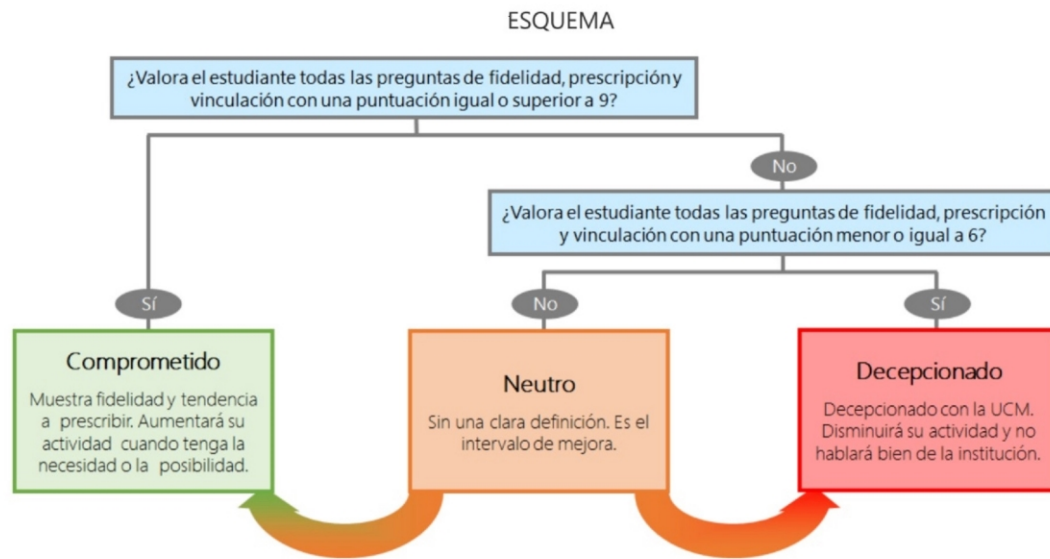 ESQUEMA
¿Valora el estudiante todas las preguntas de fidelidad, prescripción y
vinculación con una puntuación igual o superior a 9?
No
¿Valora el estudiante todas las preguntas de fidelidad, prescripción
y vinculación con una puntuación menor o igual a 6?
Sí
No
Sí
Comprometido
Muestra fidelidad y tendencia
a prescribir. Aumentará su
actividad cuando tenga la
necesidad o la posibilidad.
Neutro
Sin una clara definición. Es el
intervalo de mejora.
Decepcionado
Decepcionado con la UCM.
Disminuirá su actividad y no
hablará bien de la institución.